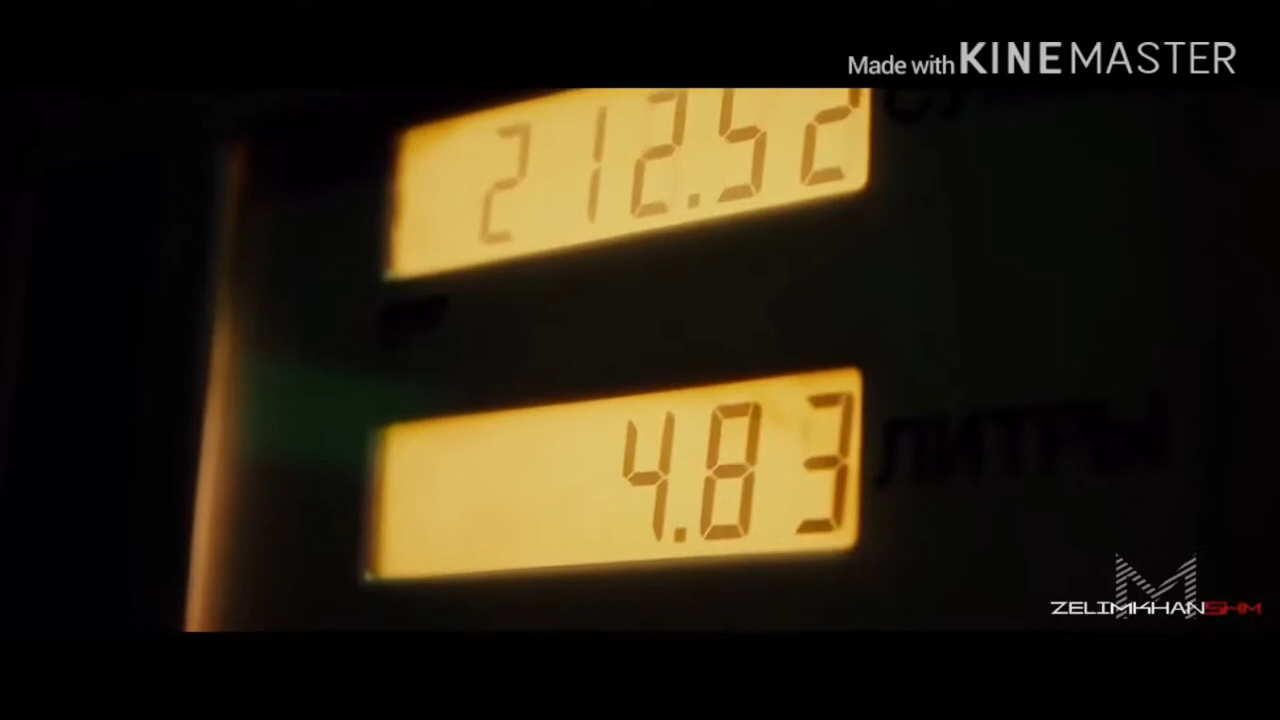 Made with KINEMASTER
212.52
4.83
ЛИТРЫ
ZELIMKHANSHM